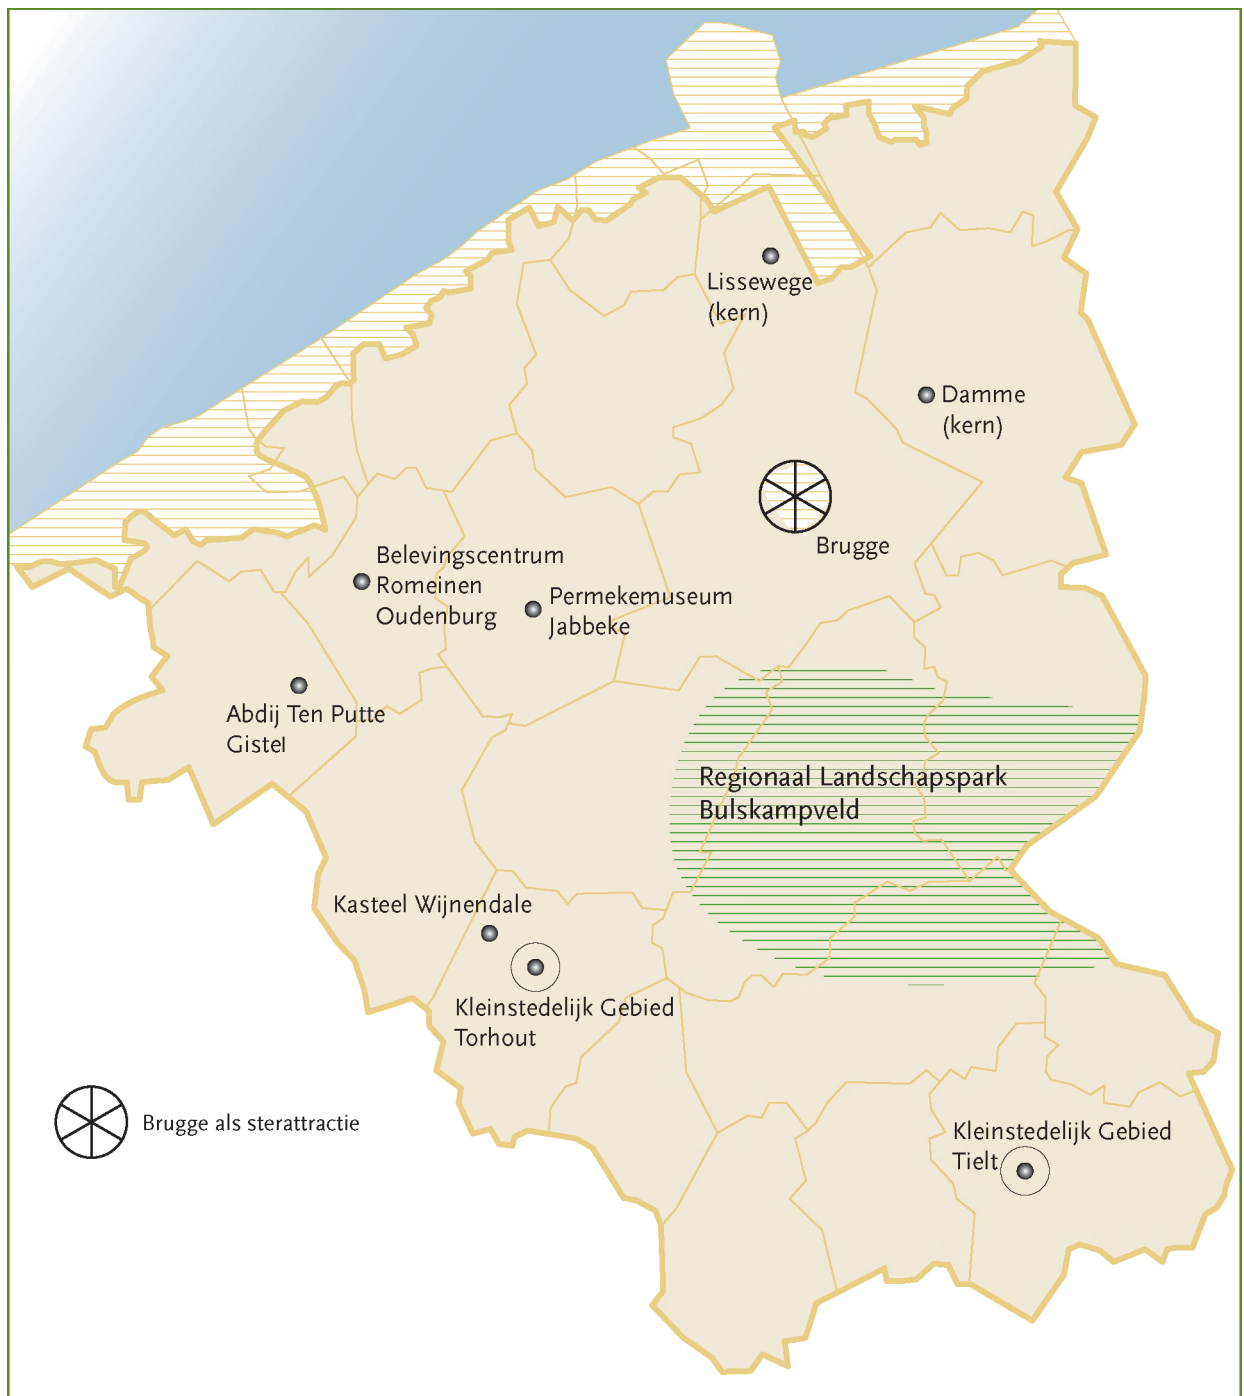 Lissewege
(kern)
Damme
(kern)
Brugge
Belevingscentrum
Romeinen
Oudenburg
Permekemuseum
Jabbeke
Abdij Ten Putte
Gistel
Regionaal Landschapspark
Bulskampveld
Kasteel Wijnendale
Kleinstedelijk Gebied
Torhout
Brugge als sterattractie
Kleinstedelijk Gebied
Tielt